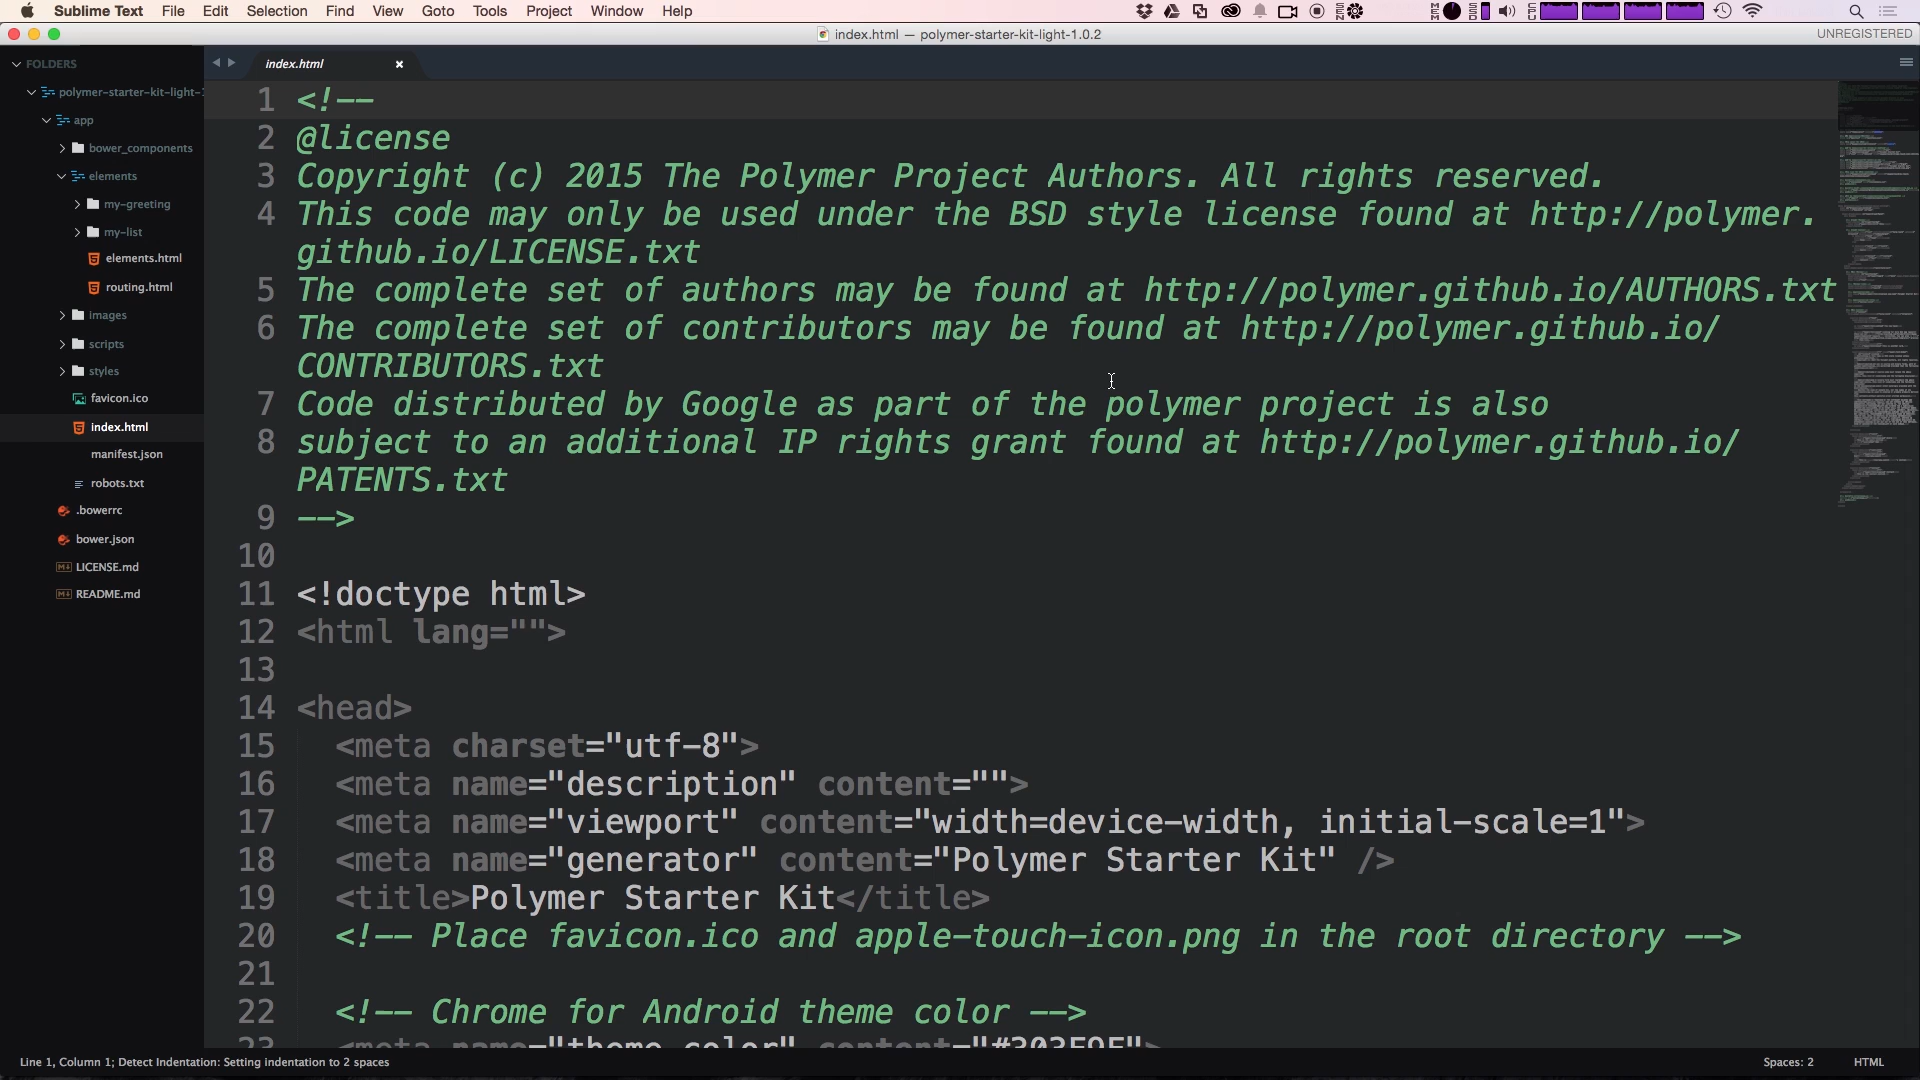 Sublime Text File Edit Selection Find View Goto Tools Project Window Help
index.html — polymer-starter-kit-light-1.0.2
UNREGISTERED
FOLDERS
polymer-starter-kit-light-1
app
bower_components
elements
my-greeting
my-list
elements.html
routing.html
images
scripts
styles
favicon.ico
index.html
manifest.json
robots.txt
.bowerrc
bower.json
LICENSE.md
README.md
index.html
1 <!--
2 @license
3 Copyright (c) 2015 The Polymer Project Authors. All rights reserved.
4 This code may only be used under the BSD style license found at http://polymer.
github.io/LICENSE.txt
5 The complete set of authors may be found at http://polymer.github.io/AUTHORS.txt
6 The complete set of contributors may be found at http://polymer.github.io/
CONTRIBUTORS.txt
7 Code distributed by Google as part of the polymer project is also
8 subject to an additional IP rights grant found at http://polymer.github.io/
PATENTS.txt
9 -->
10
11 <!doctype html>
12 <html lang="">
13
14 <head>
15 <meta charset="utf-8">
16 <meta name="description" content="">
17 <meta name="viewport" content="width=device-width, initial-scale=1">
18 <meta name="generator" content="Polymer Starter Kit" />
19 <title>Polymer Starter Kit</title>
20 <!-- Place favicon.ico and apple-touch-icon.png in the root directory -->
21
22 <!-- Chrome for Android theme color -->
23 <meta name="theme-color" content="#303F9F">
Line 1, Column 1; Detect Indentation: Setting indentation to 2 spaces
Spaces: 2
HTML